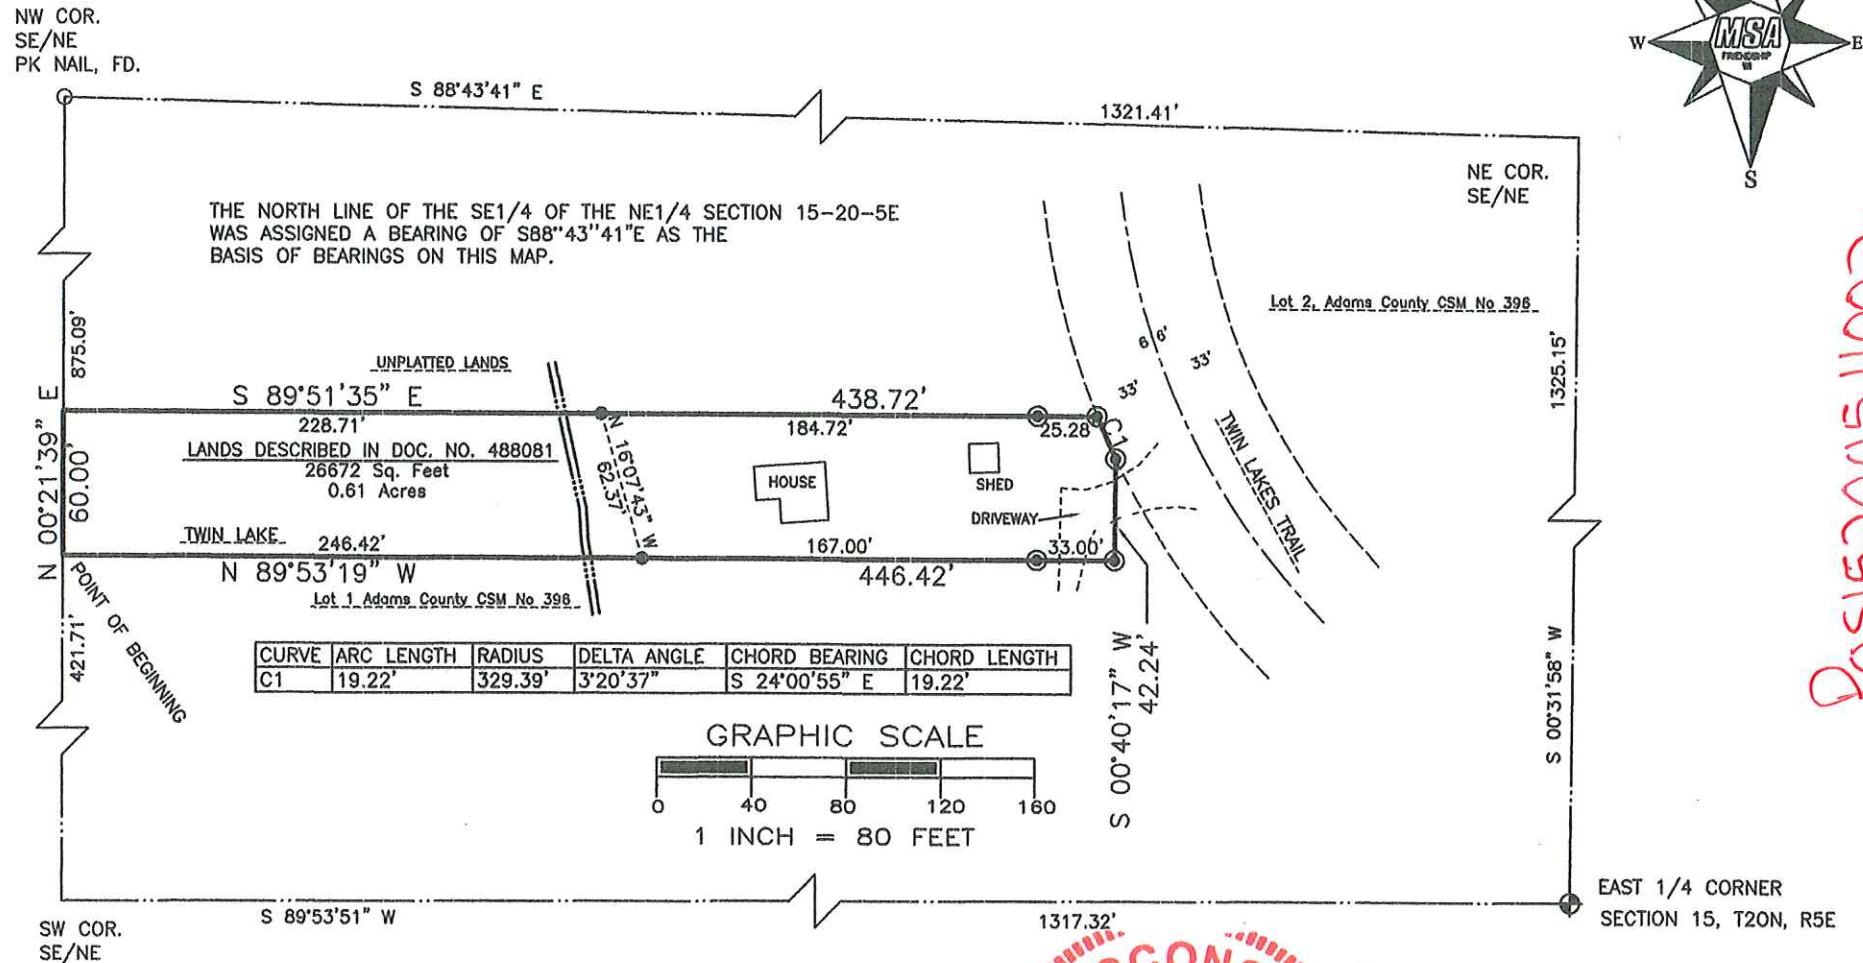 NW COR.
SE/NE
PK NAIL, FD.
S 88°43'41" E
1321.41'
W
E
S
MSA
FRIENDSHIP
WI
NE COR.
SE/NE
THE NORTH LINE OF THE SE1/4 OF THE NE1/4 SECTION 15-20-5E
WAS ASSIGNED A BEARING OF S88"43''41"E AS THE
BASIS OF BEARINGS ON THIS MAP.
Lot 2, Adams County CSM No 396
875.09'
1325.15'
66'
33'
33'
UNPLATTED LANDS
S 89°51'35" E
438.72'
228.71'
184.72'
25.28'
C1
TWIN LAKES TRAIL
N 00°21'39" E
60.00'
LANDS DESCRIBED IN DOC. NO. 488081
26672 Sq. Feet
0.61 Acres
N 16°07'43" W
62.37'
HOUSE
SHED
DRIVEWAY
TWIN LAKE
246.42'
167.00'
33.00'
N 89°53'19" W
446.42'
Lot 1 Adams County CSM No 396
POINT OF BEGINNING
421.71'
S 00°40'17" W
42.24'
S 00°31'58" W
CURVE ARC LENGTH RADIUS DELTA ANGLE CHORD BEARING CHORD LENGTH
C1 19.22' 329.39' 3°20'37" S 24°00'55" E 19.22'
GRAPHIC SCALE
0 40 80 120 160
1 INCH = 80 FEET
S 89°53'51" W
1317.32'
EAST 1/4 CORNER
SECTION 15, T20N, R5E
SW COR.
SE/NE